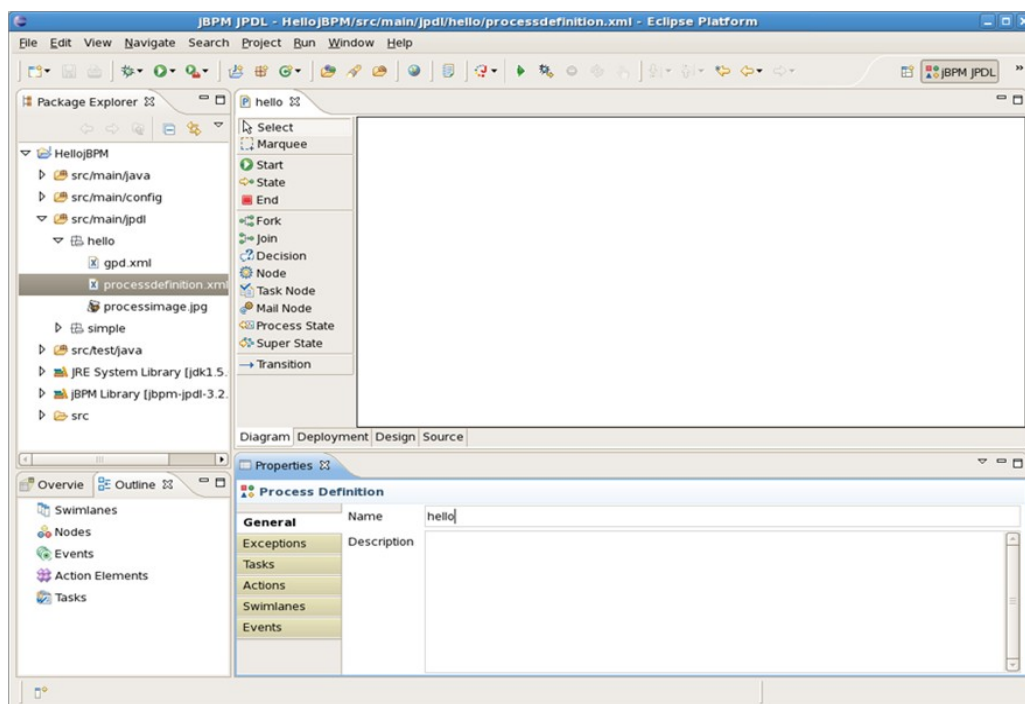 jBPM JPDL - HellojBPM/src/main/jpdl/hello/processdefinition.xml - Eclipse Platform
File Edit View Navigate Search Project Run Window Help
jBPM JPDL
Package Explorer
HellojBPM
src/main/java
src/main/config
src/main/jpdl
hello
gpd.xml
processdefinition.xml
processimage.jpg
simple
src/test/java
JRE System Library [jdk1.5.
jBPM Library [jbpm-jpdl-3.2.
src
hello
Select
Marquee
Start
State
End
Fork
Join
Decision
Node
Task Node
Mail Node
Process State
Super State
Transition
Diagram Deployment Design Source
Overvie Outline
Swimlanes
Nodes
Events
Action Elements
Tasks
Properties
Process Definition
General
Exceptions
Tasks
Actions
Swimlanes
Events
Name hello
Description